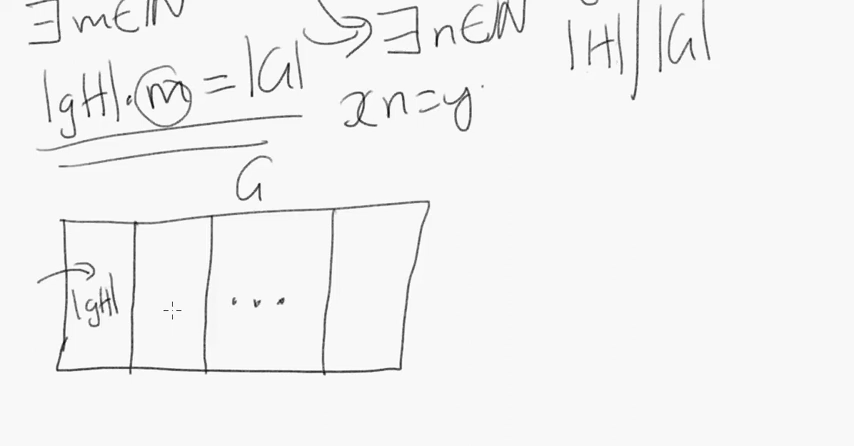 ∃m∈ℕ
∃n∈ℕ
|H| | |G|
|gH|·m = |G|
xn=y
G
|gH|
...